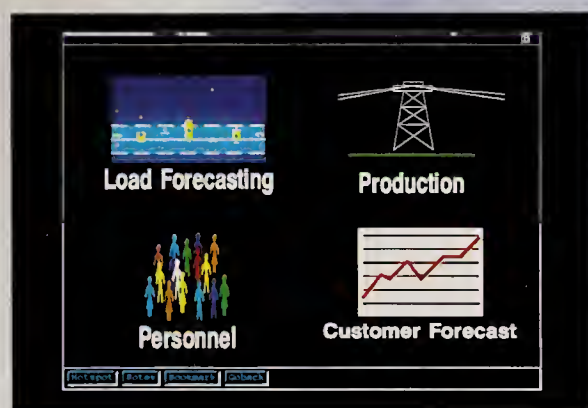 Load Forecasting
Production
Personnel
Customer Forecast
Hotspot Notes Bookmark Goback